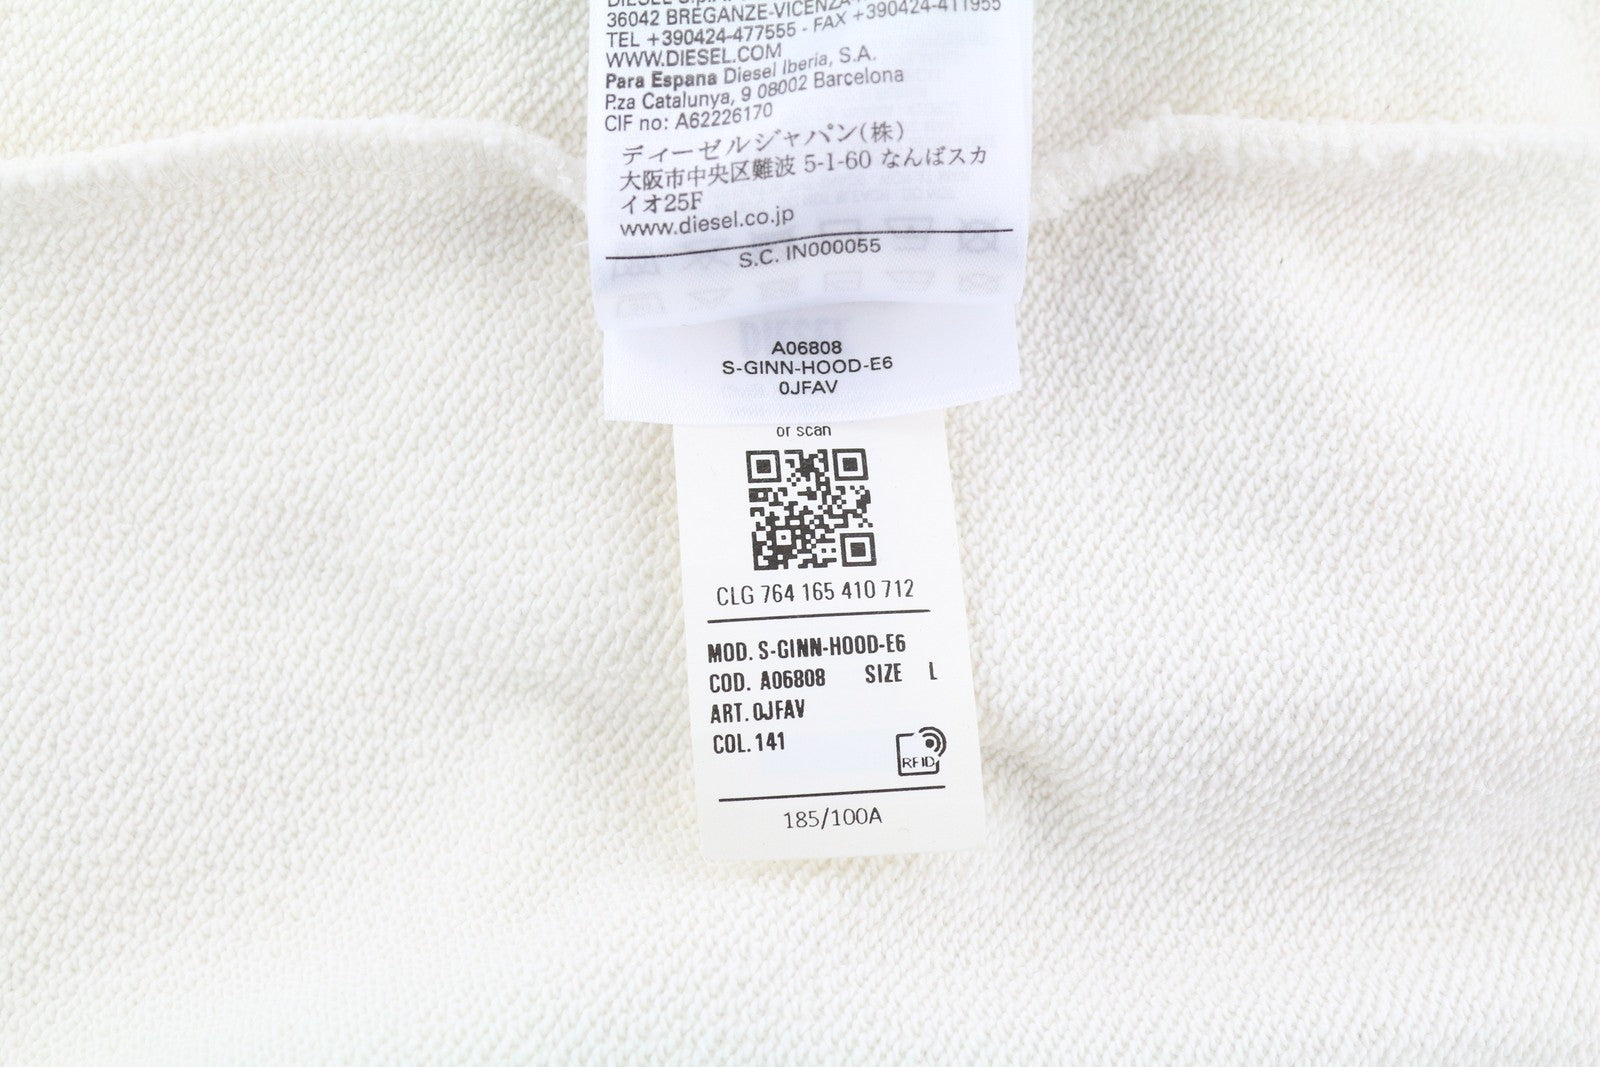 36042 BREGANZE-VICENZA
TEL +390424-477555 - FAX +390424-411955
WWW.DIESEL.COM
Para Espana Diesel Iberia, S.A.
P.za Catalunya, 9 08002 Barcelona
CIF no: A62226170
ディーゼルジャパン(株)
大阪市中央区難波 5-1-60 なんばスカ
イオ25F
www.diesel.co.jp
S.C. IN000055
A06808
S-GINN-HOOD-E6
0JFAV
or scan
CLG 764 165 410 712
MOD. S-GINN-HOOD-E6
COD. A06808 SIZE L
ART. 0JFAV
COL. 141
RFID
185/100A